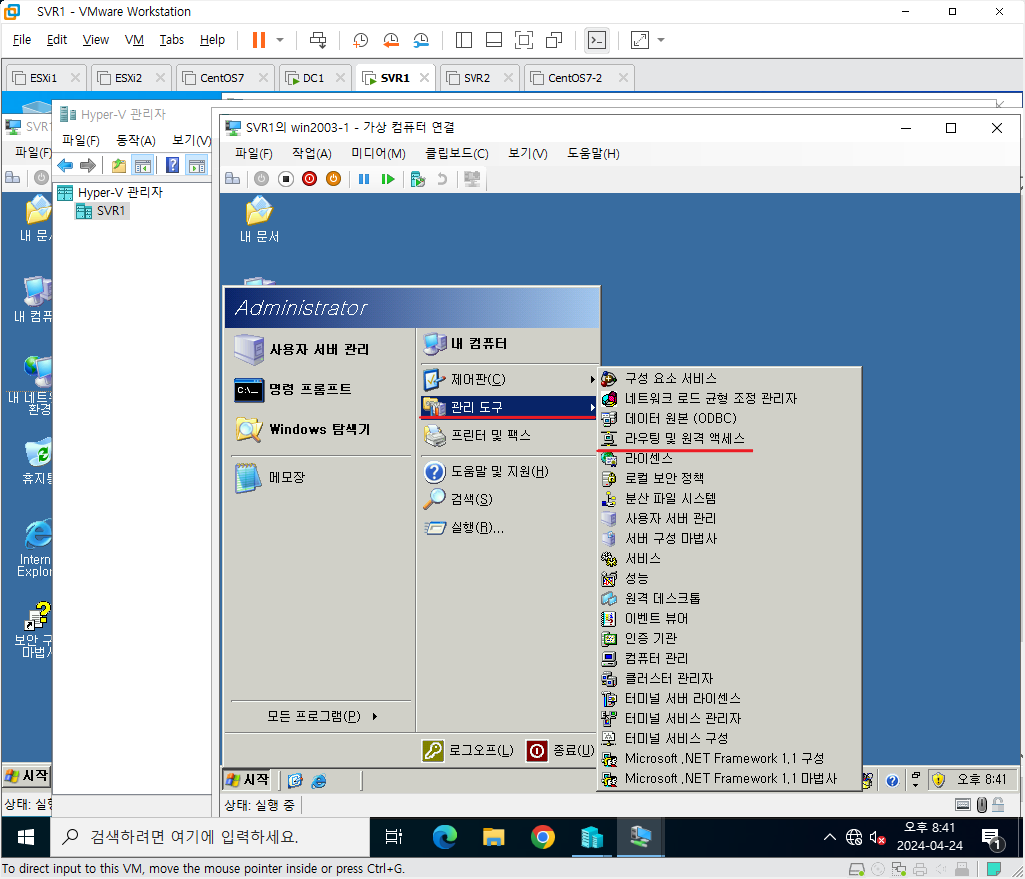 SVR1 - VMware Workstation
File Edit View VM Tabs Help
ESXi1 ESXi2 CentOS7 DC1 SVR1 SVR2 CentOS7-2
Hyper-V 관리자
SVR1의 win2003-1 - 가상 컴퓨터 연결
SVR1
파일(F) 동작(A) 보기(V)
파일(F) 작업(A) 미디어(M) 클립보드(C) 보기(V) 도움말(H)
파일(F)
Hyper-V 관리자
SVR1
내 문서
내 문서
내 컴퓨
내 네트워
환경
휴지통
Intern
Explor
보안 구
마법사
Administrator
사용자 서버 관리
명령 프롬프트
Windows 탐색기
메모장
모든 프로그램(P)
내 컴퓨터
제어판(C)
관리 도구
프린터 및 팩스
도움말 및 지원(H)
검색(S)
실행(R)...
로그오프(L) 종료(U)
구성 요소 서비스
네트워크 로드 균형 조정 관리자
데이터 원본 (ODBC)
라우팅 및 원격 액세스
라이센스
로컬 보안 정책
분산 파일 시스템
사용자 서버 관리
서버 구성 마법사
서비스
성능
원격 데스크톱
이벤트 뷰어
인증 기관
컴퓨터 관리
클러스터 관리자
터미널 서버 라이센스
터미널 서비스 관리자
터미널 서비스 구성
Microsoft .NET Framework 1.1 구성
Microsoft .NET Framework 1.1 마법사
시작
시작
오후 8:41
상태: 실행
상태: 실행 중
검색하려면 여기에 입력하세요.
오후 8:41
2024-04-24
1
To direct input to this VM, move the mouse pointer inside or press Ctrl+G.